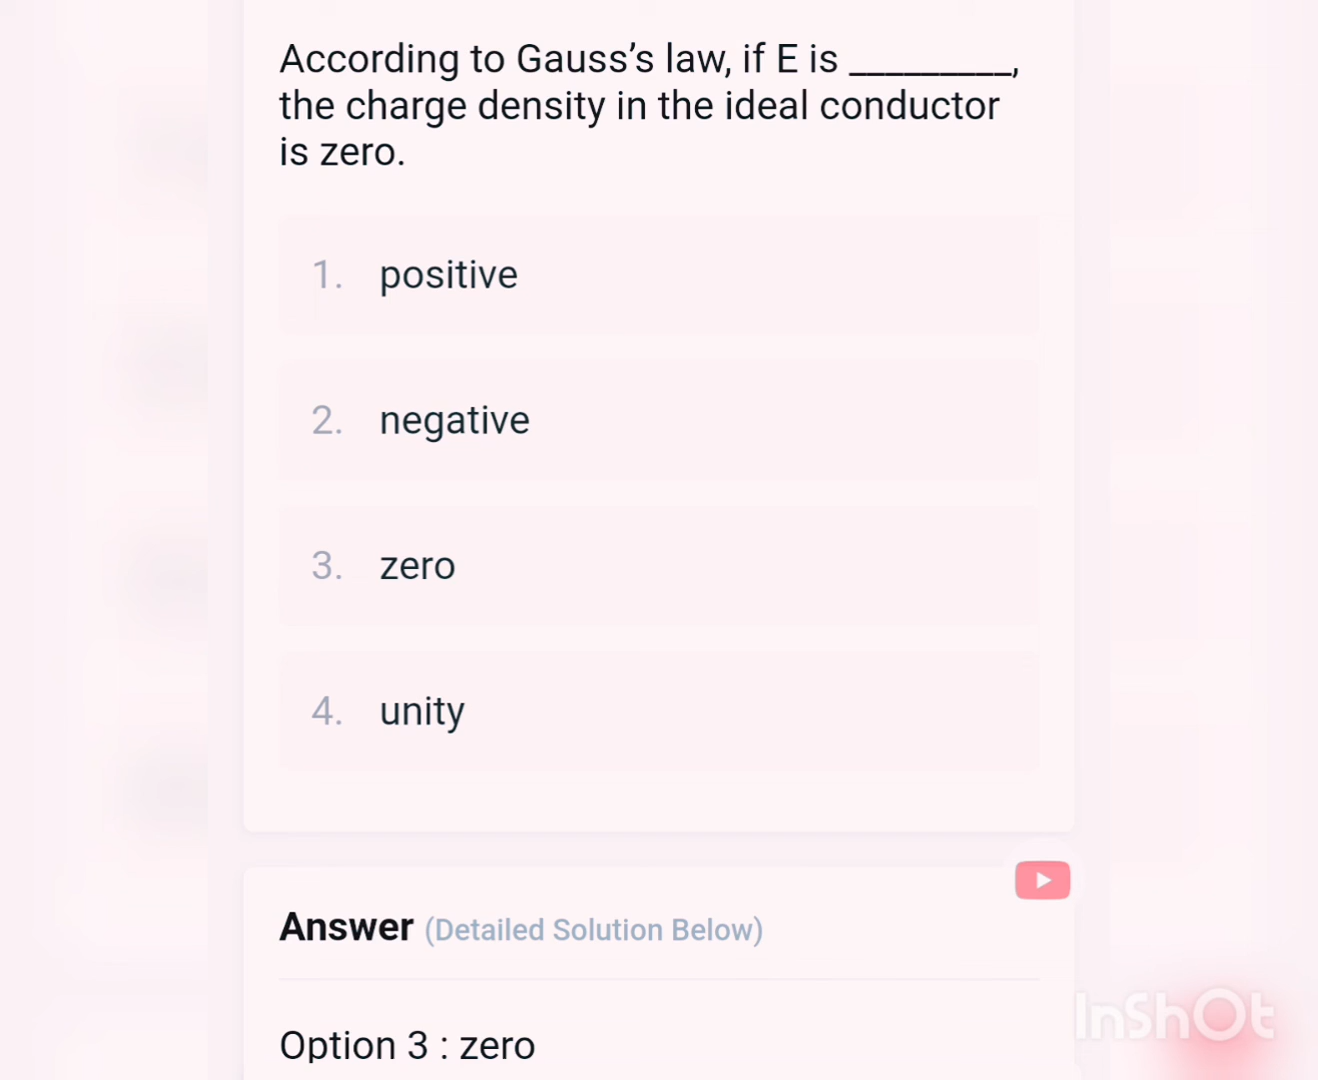 According to Gauss’s law, if E is _________,
the charge density in the ideal conductor
is zero.
1. positive
2. negative
3. zero
4. unity
Answer (Detailed Solution Below)
Option 3 : zero
InShOt